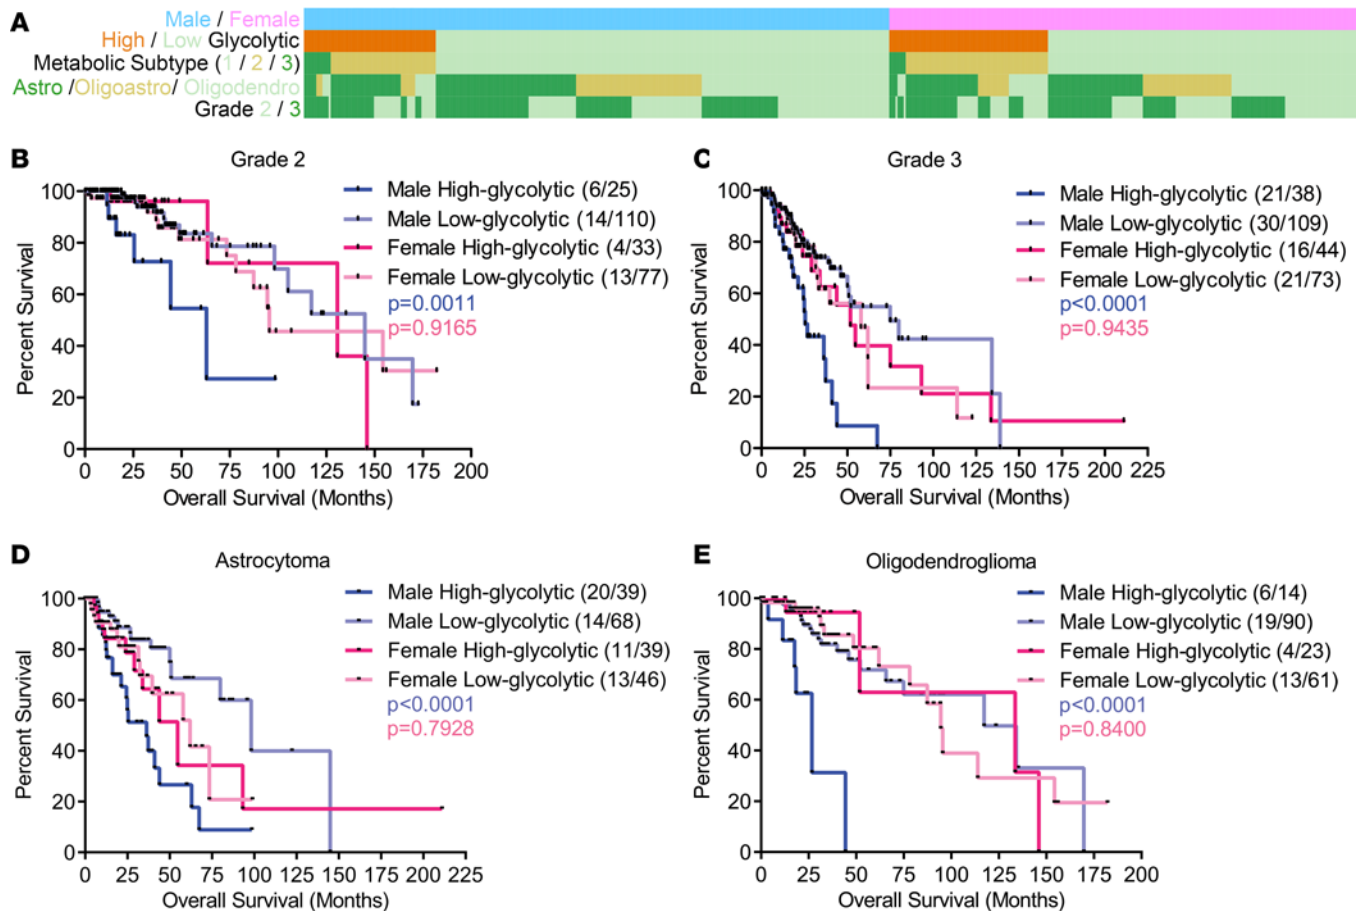 A
Male / Female
High / Low Glycolytic
Metabolic Subtype (1 / 2 / 3)
Astro /Oligoastro/ Oligodendro
Grade 2 / 3
B
Grade 2
Percent Survival
100
80
60
40
20
0
0 25 50 75 100 125 150 175 200
Overall Survival (Months)
Male High-glycolytic (6/25)
Male Low-glycolytic (14/110)
Female High-glycolytic (4/33)
Female Low-glycolytic (13/77)
p=0.0011
p=0.9165
C
Grade 3
Percent Survival
100
80
60
40
20
0
0 25 50 75 100 125 150 175 200 225
Overall Survival (Months)
Male High-glycolytic (21/38)
Male Low-glycolytic (30/109)
Female High-glycolytic (16/44)
Female Low-glycolytic (21/73)
p<0.0001
p=0.9435
D
Astrocytoma
Percent Survival
100
80
60
40
20
0
0 25 50 75 100 125 150 175 200 225
Overall Survival (Months)
Male High-glycolytic (20/39)
Male Low-glycolytic (14/68)
Female High-glycolytic (11/39)
Female Low-glycolytic (13/46)
p<0.0001
p=0.7928
E
Oligodendroglioma
Percent Survival
100
80
60
40
20
0
0 25 50 75 100 125 150 175 200
Overall Survival (Months)
Male High-glycolytic (6/14)
Male Low-glycolytic (19/90)
Female High-glycolytic (4/23)
Female Low-glycolytic (13/61)
p<0.0001
p=0.8400